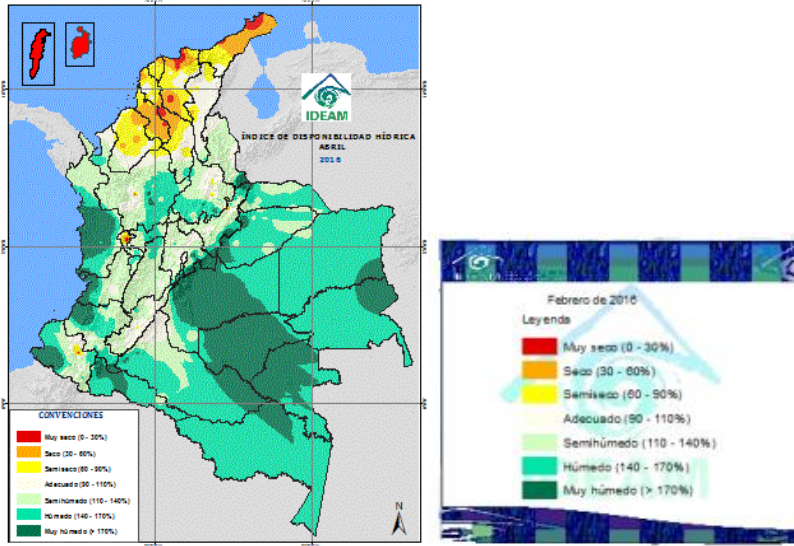 IDEAM
ÍNDICE DE DISPONIBILIDAD HÍDRICA
ABRIL
2016
CONVENCIONES
Muy seco (0 - 30%)
Seco (30 - 60%)
Semiseco (60 - 90%)
Adecuado (90 - 110%)
Semihúmedo (110 - 140%)
Húmedo (140 - 170%)
Muy húmedo (> 170%)
N
Febrero de 2016
Leyenda
Muy seco (0 - 30%)
Seco (30 - 60%)
Semiseco (60 - 90%)
Adecuado (90 - 110%)
Semihúmedo (110 - 140%)
Húmedo (140 - 170%)
Muy húmedo (> 170%)
IDEAM